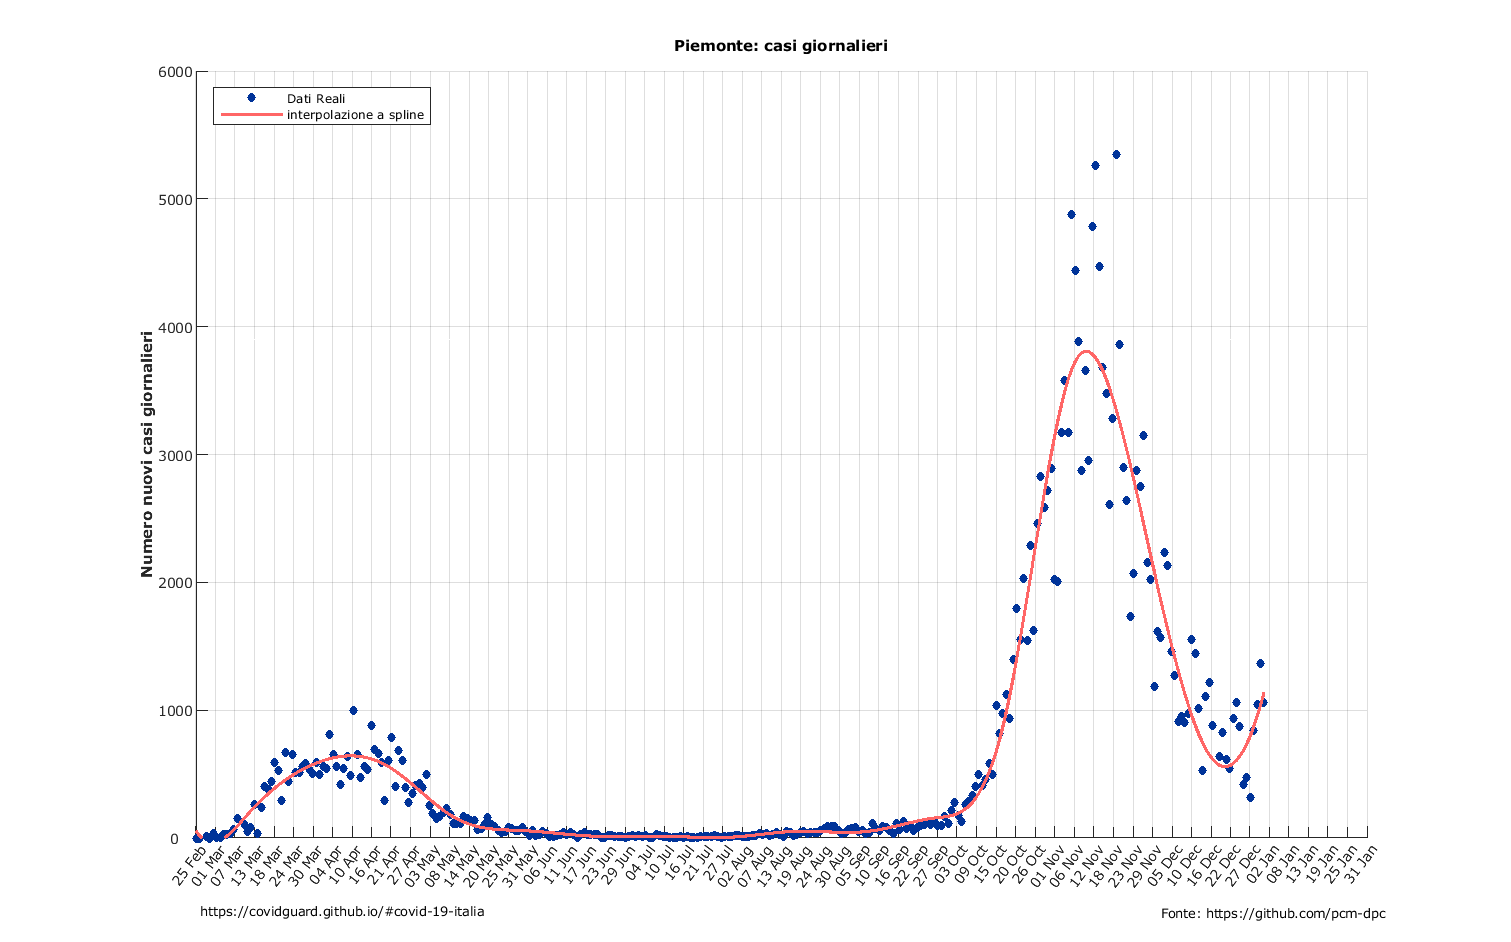 Piemonte: casi giornalieri
Dati Reali
interpolazione a spline
Numero nuovi casi giornalieri
6000
5000
4000
3000
2000
1000
0
25 Feb
01 Mar
07 Mar
13 Mar
18 Mar
24 Mar
30 Mar
04 Apr
10 Apr
16 Apr
21 Apr
27 Apr
03 May
08 May
14 May
20 May
25 May
31 May
06 Jun
11 Jun
17 Jun
23 Jun
29 Jun
04 Jul
10 Jul
16 Jul
21 Jul
27 Jul
02 Aug
07 Aug
13 Aug
19 Aug
24 Aug
30 Aug
05 Sep
10 Sep
16 Sep
22 Sep
27 Sep
03 Oct
09 Oct
15 Oct
20 Oct
26 Oct
01 Nov
06 Nov
12 Nov
18 Nov
23 Nov
29 Nov
05 Dec
10 Dec
16 Dec
22 Dec
27 Dec
02 Jan
08 Jan
13 Jan
19 Jan
25 Jan
31 Jan
https://covidguard.github.io/#covid-19-italia
Fonte: https://github.com/pcm-dpc